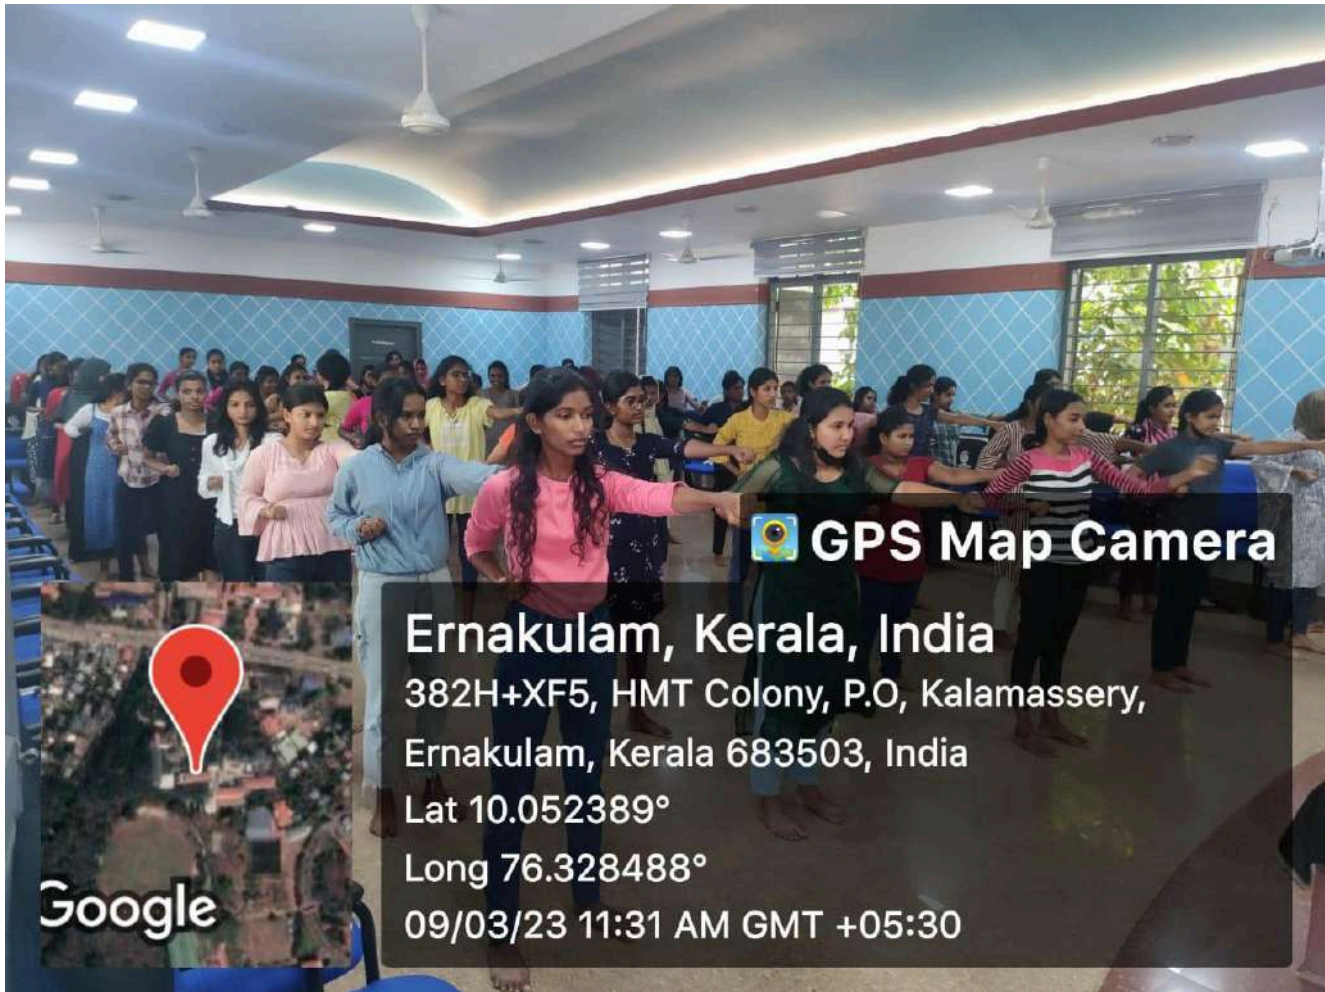 GPS Map Camera
Ernakulam, Kerala, India
382H+XF5, HMT Colony, P.O, Kalamassery,
Ernakulam, Kerala 683503, India
Lat 10.052389°
Long 76.328488°
09/03/23 11:31 AM GMT +05:30
Google